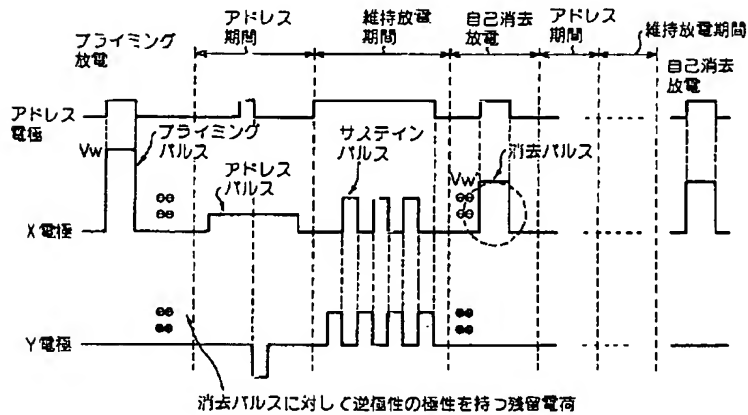 プライミング
放電
アドレス
期間
維持放電
期間
自己消去
放電
アドレス
期間
維持放電期間
自己消去
放電
アドレス
電極
Vw
プライミング
パルス
アドレス
パルス
サステイン
パルス
Vw
消去パルス
X電極
Y電極
消去パルスに対して逆極性の極性を持つ残留電荷